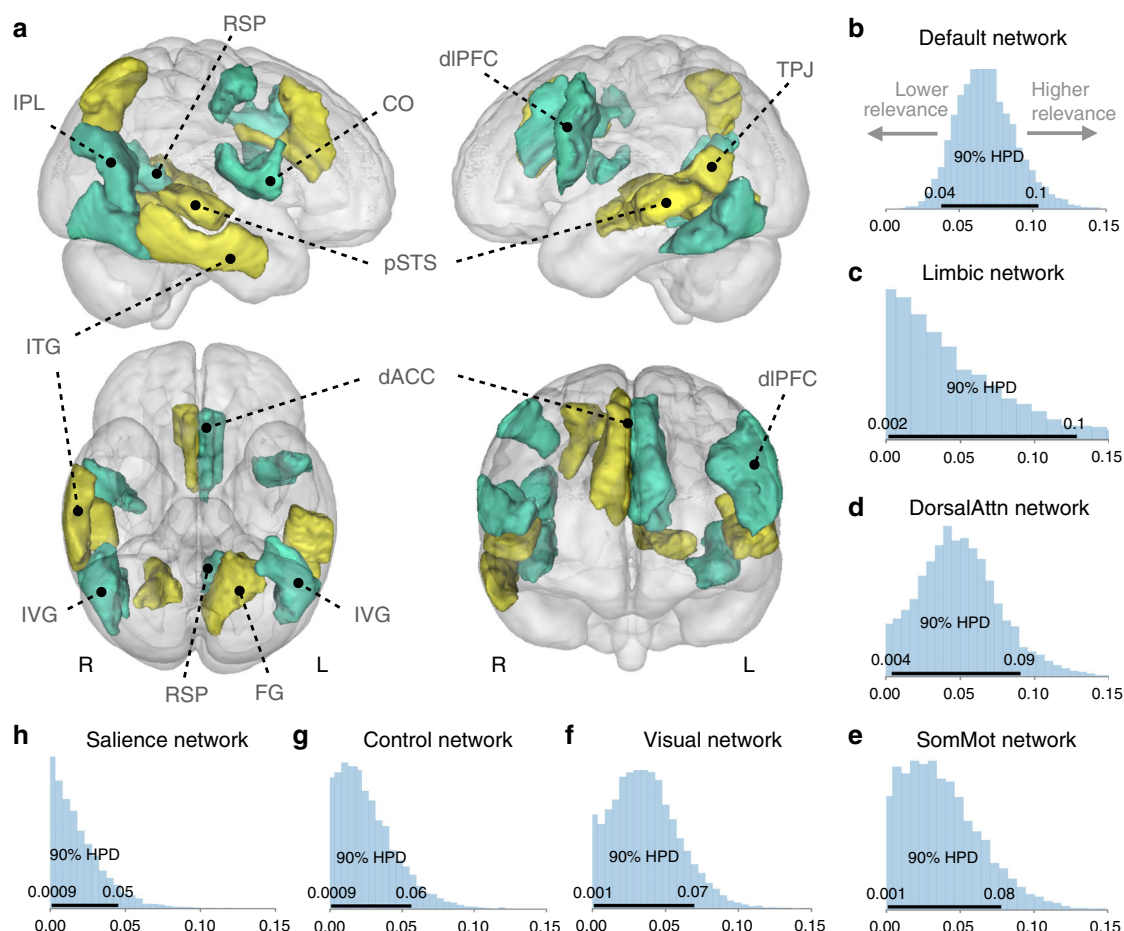 a
RSP
IPL
CO
dlPFC
TPJ
pSTS
ITG
dACC
dlPFC
IVG
IVG
R
L
RSP
FG
R
L
b
Default network
Lower relevance
Higher relevance
90% HPD
0.04
0.1
0.00 0.05 0.10 0.15
c
Limbic network
90% HPD
0.002
0.1
0.00 0.05 0.10 0.15
d
DorsalAttn network
90% HPD
0.004
0.09
0.00 0.05 0.10 0.15
h
Salience network
90% HPD
0.0009
0.05
0.00 0.05 0.10 0.15
g
Control network
90% HPD
0.0009
0.06
0.00 0.05 0.10 0.15
f
Visual network
90% HPD
0.001
0.07
0.00 0.05 0.10 0.15
e
SomMot network
90% HPD
0.001
0.08
0.00 0.05 0.10 0.15